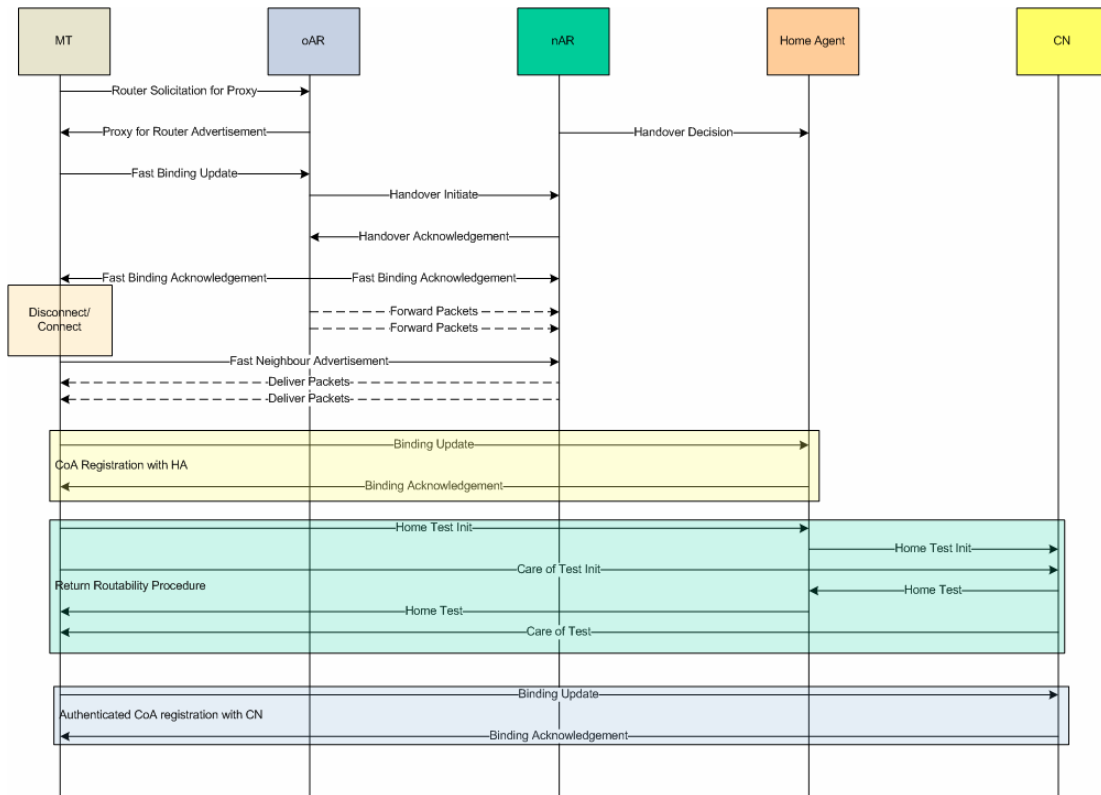 MT
oAR
nAR
Home Agent
CN
Router Solicitation for Proxy
Proxy for Router Advertisement
Handover Decision
Fast Binding Update
Handover Initiate
Handover Acknowledgement
Fast Binding Acknowledgement
Fast Binding Acknowledgement
Disconnect/
Connect
Forward Packets
Forward Packets
Fast Neighbour Advertisement
Deliver Packets
Deliver Packets
Binding Update
CoA Registration with HA
Binding Acknowledgement
Home Test Init
Home Test Init
Care of Test Init
Return Routability Procedure
Home Test
Home Test
Care of Test
Binding Update
Authenticated CoA registration with CN
Binding Acknowledgement